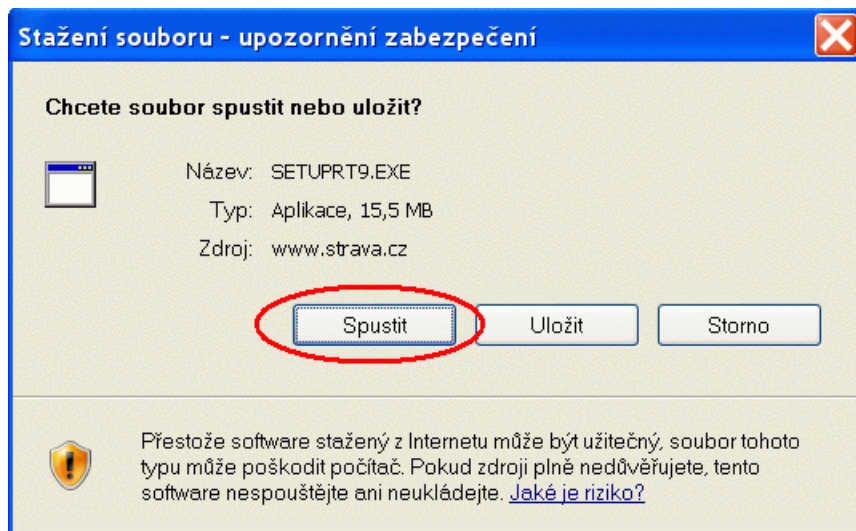 Stažení souboru - upozornění zabezpečení
Chcete soubor spustit nebo uložit?
Název: SETUPRT9.EXE
Typ: Aplikace, 15,5 MB
Zdroj: www.strava.cz
Spustit Uložit Storno
Přestože software stažený z Internetu může být užitečný, soubor tohoto
typu může poškodit počítač. Pokud zdroji plně nedůvěřujete, tento
software nespouštějte ani neukládejte. Jaké je riziko?